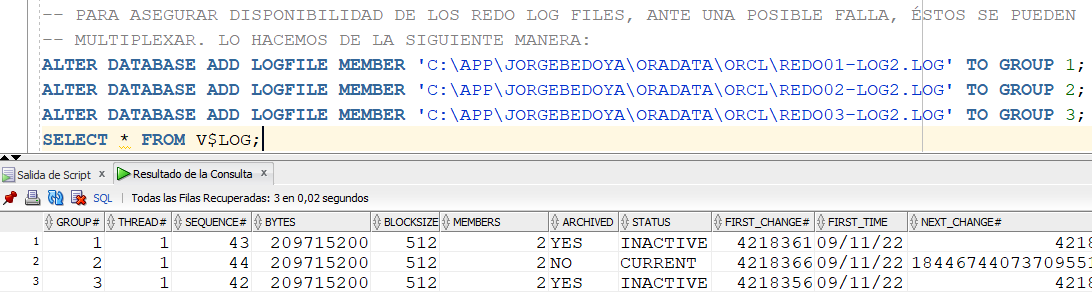 -- PARA ASEGURAR DISPONIBILIDAD DE LOS REDO LOG FILES, ANTE UNA POSIBLE FALLA, ÉSTOS SE PUEDEN
-- MULTIPLEXAR. LO HACEMOS DE LA SIGUIENTE MANERA:
ALTER DATABASE ADD LOGFILE MEMBER 'C:\APP\JORGEBEDOYA\ORADATA\ORCL\REDO01-LOG2.LOG' TO GROUP 1;
ALTER DATABASE ADD LOGFILE MEMBER 'C:\APP\JORGEBEDOYA\ORADATA\ORCL\REDO02-LOG2.LOG' TO GROUP 2;
ALTER DATABASE ADD LOGFILE MEMBER 'C:\APP\JORGEBEDOYA\ORADATA\ORCL\REDO03-LOG2.LOG' TO GROUP 3;
SELECT * FROM V$LOG;
Salida de Script x Resultado de la Consulta x
SQL | Todas las Filas Recuperadas: 3 en 0,02 segundos
GROUP# THREAD# SEQUENCE# BYTES BLOCKSIZE MEMBERS ARCHIVED STATUS FIRST_CHANGE# FIRST_TIME NEXT_CHANGE#
1 1 1 43 209715200 512 2 YES INACTIVE 4218361 09/11/22 4218
2 2 1 44 209715200 512 2 NO CURRENT 4218366 09/11/22 1844674407370955
3 3 1 42 209715200 512 2 YES INACTIVE 4218356 09/11/22 4218